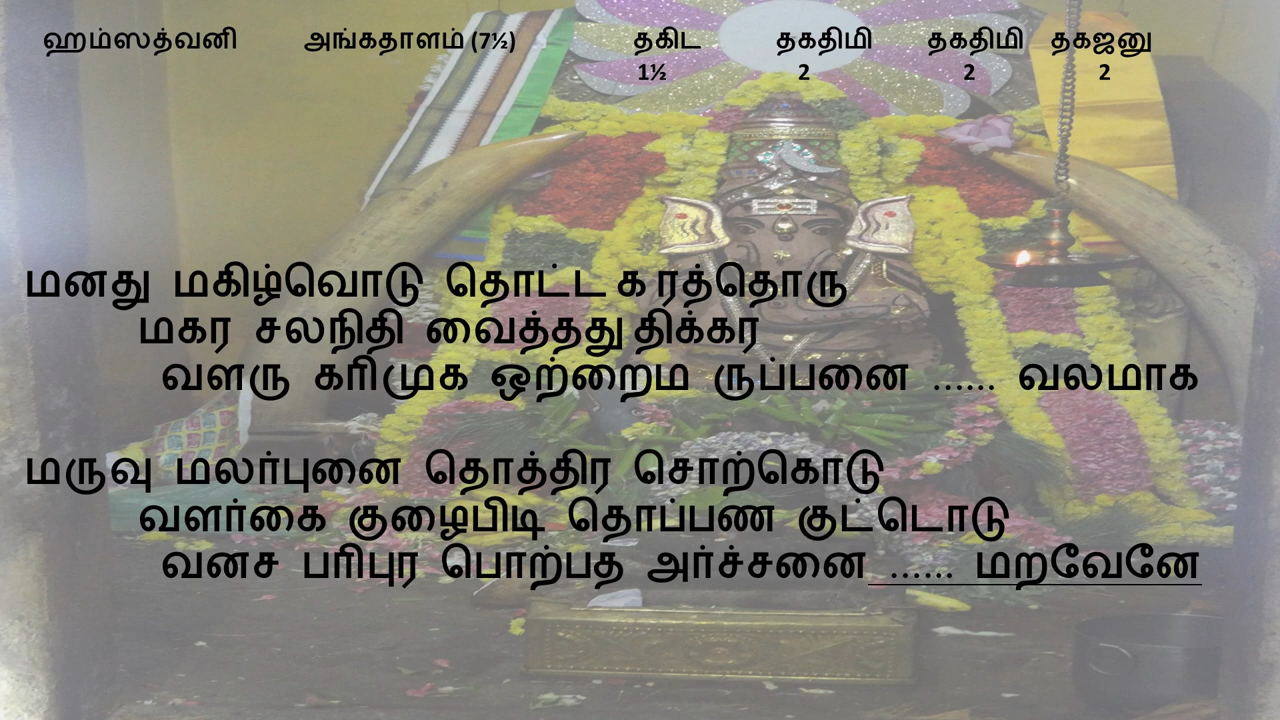 ஹம்ஸத்வனி அங்கதாளம் (7½) தகிட தகதிமி தகதிமி தகஜனு
1½ 2 2 2
மனது மகிழ்வொடு தொட்ட க ரத்தொரு
மகர சலநிதி வைத்தது திக்கர
வளரு கரிமுக ஒற்றைம ருப்பனை ...... வலமாக
மருவு மலர்புனை தொத்திர சொற்கொடு
வளர்கை குழைபிடி தொப்பண குட்டொடு
வனச பரிபுர பொற்பத அர்ச்சனை ...... மறவேனே